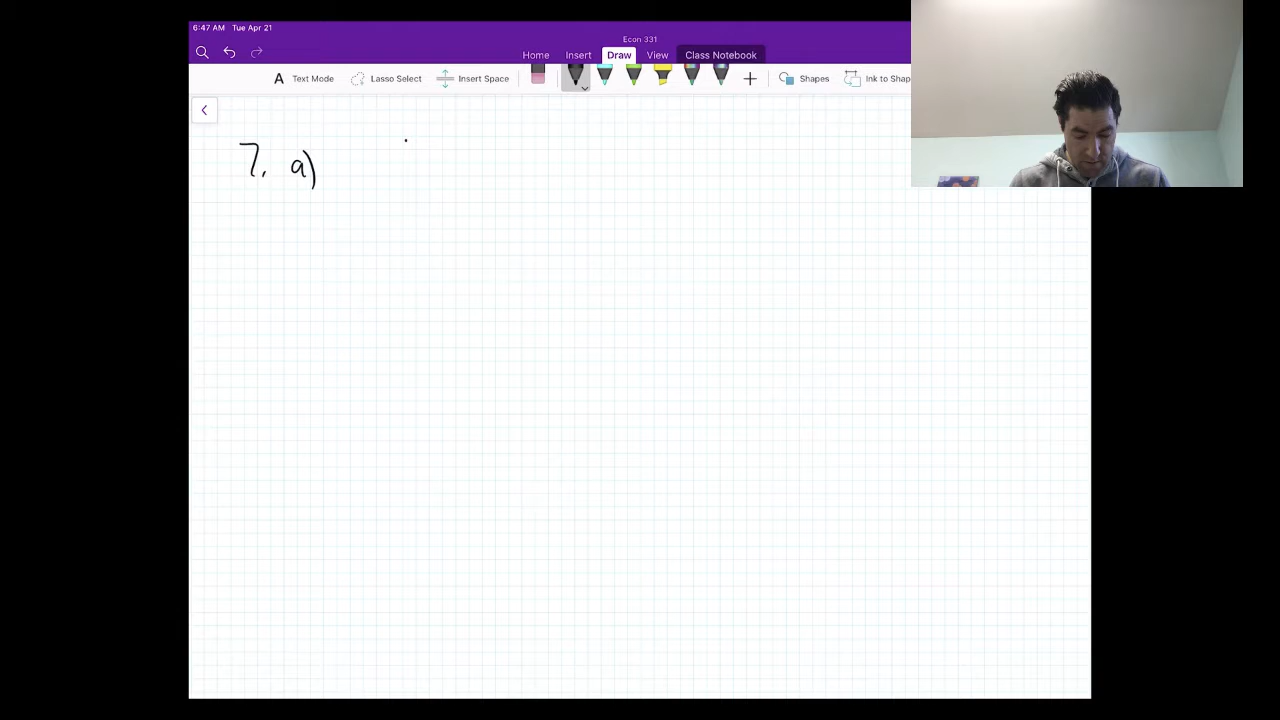 6:47 AM Tue Apr 21
Econ 331
Home Insert Draw View Class Notebook
A Text Mode Lasso Select Insert Space Shapes Ink to Shap
7. a)